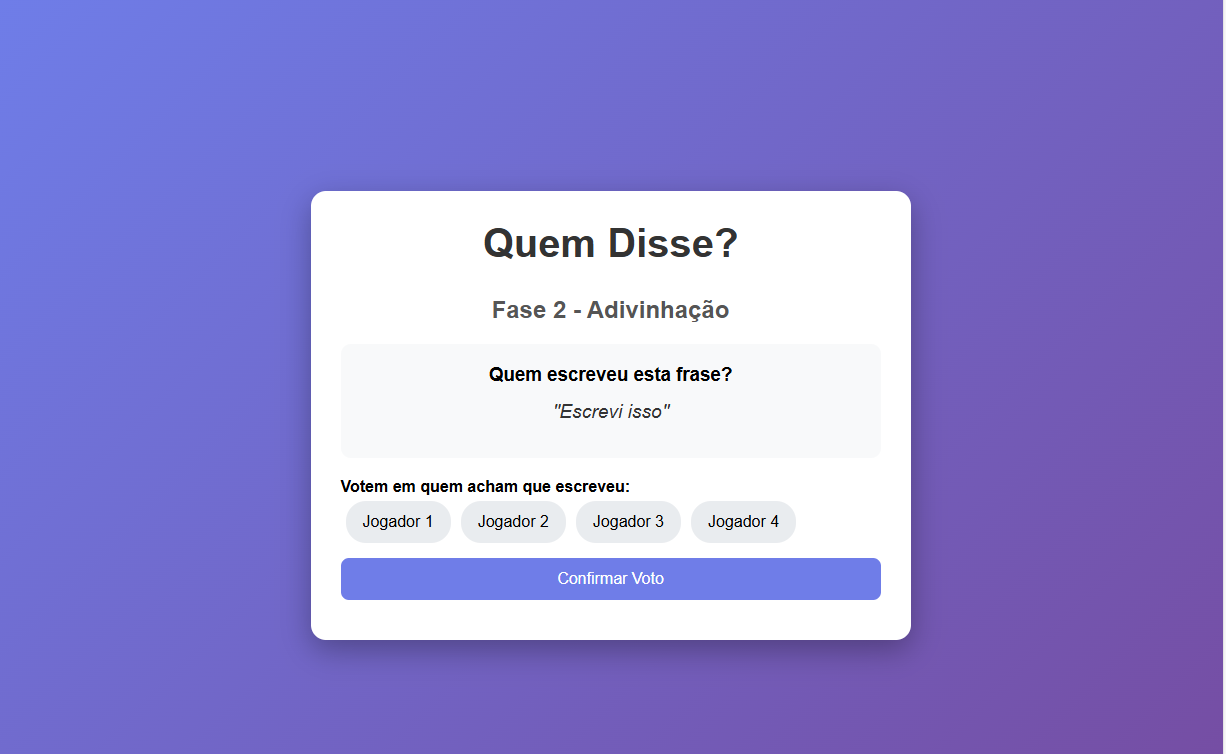 Quem Disse?
Fase 2 - Adivinhação
Quem escreveu esta frase?
"Escrevi isso"
Votem em quem acham que escreveu:
Jogador 1 Jogador 2 Jogador 3 Jogador 4
Confirmar Voto